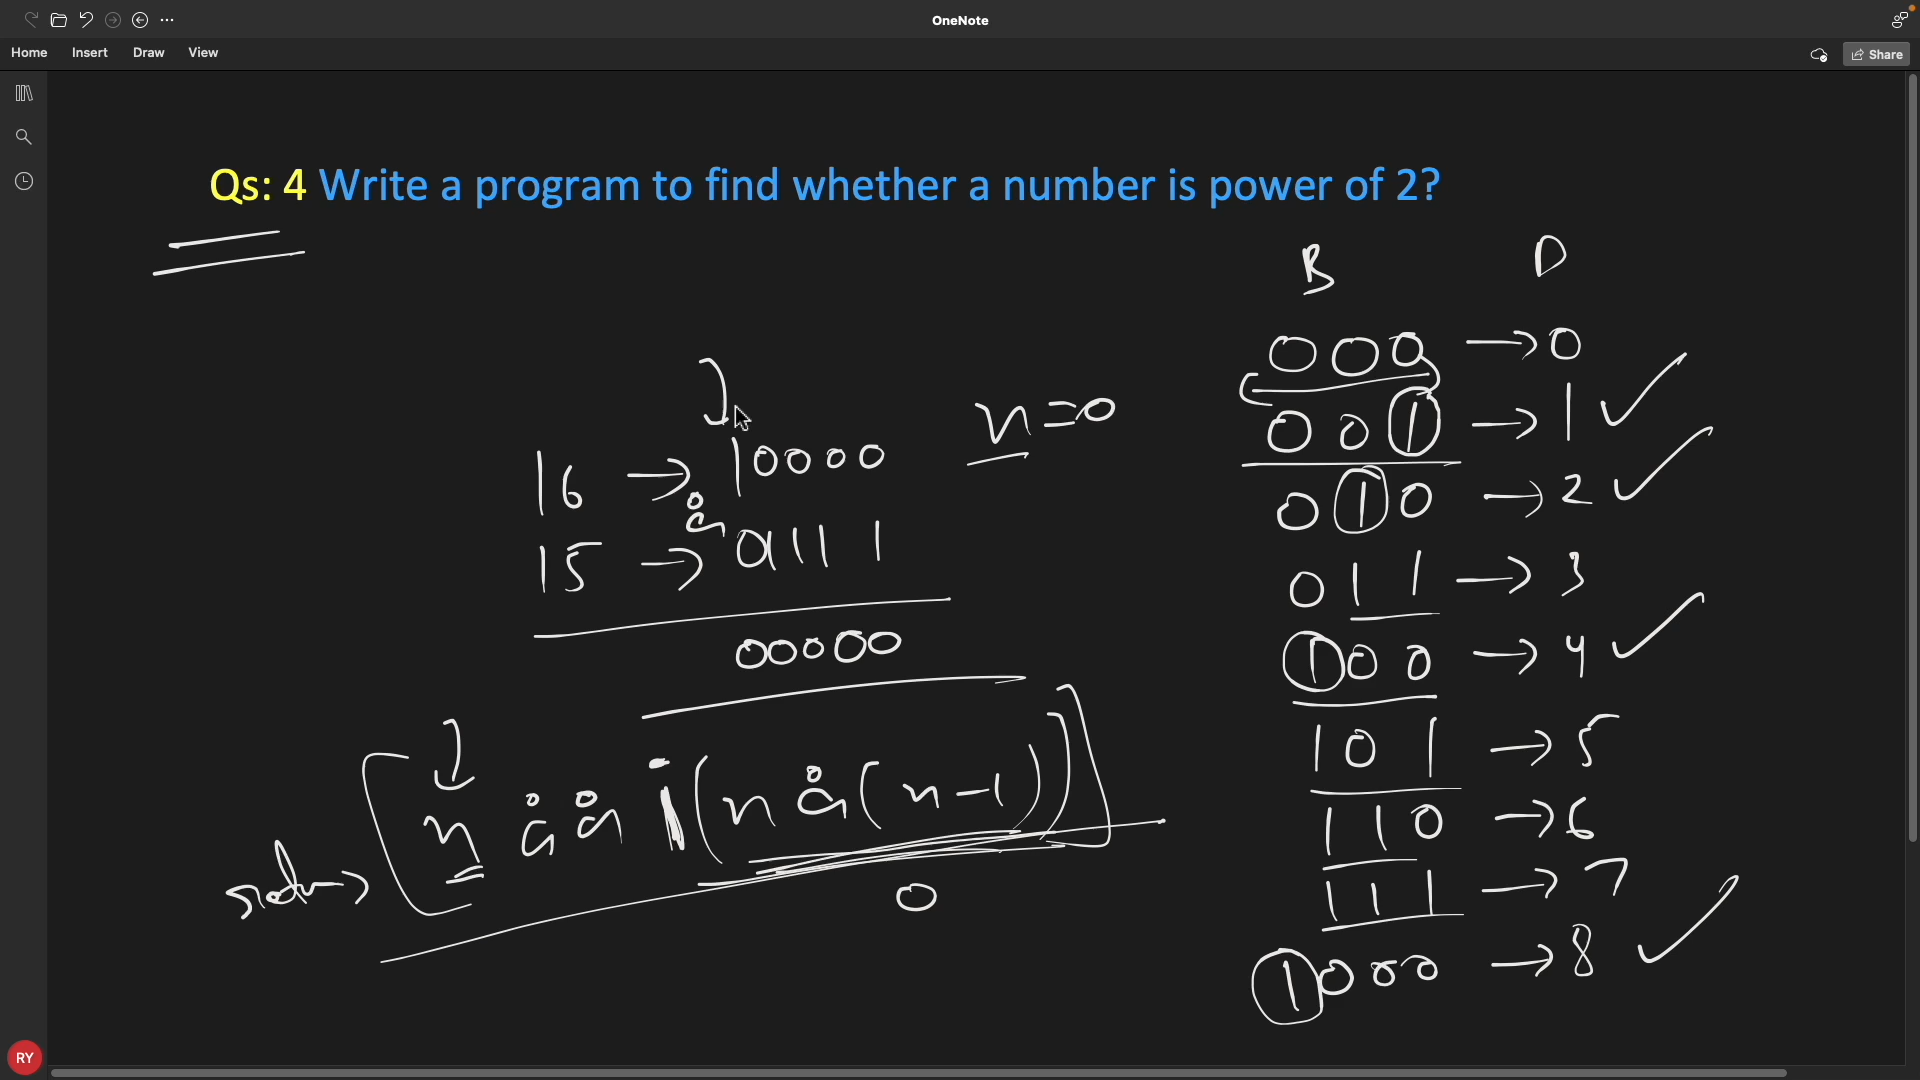 OneNote
Home Insert Draw View
Share
Qs: 4 Write a program to find whether a number is power of 2?
B D
000 → 0
001 → 1 ✓
010 → 2 ✓
011 → 3
100 → 4 ✓
101 → 5
110 → 6
111 → 7
1000 → 8 ✓
n=0
16 → 10000
&
15 → 01111
00000
return → [n && !(n & (n-1))]
0
RY